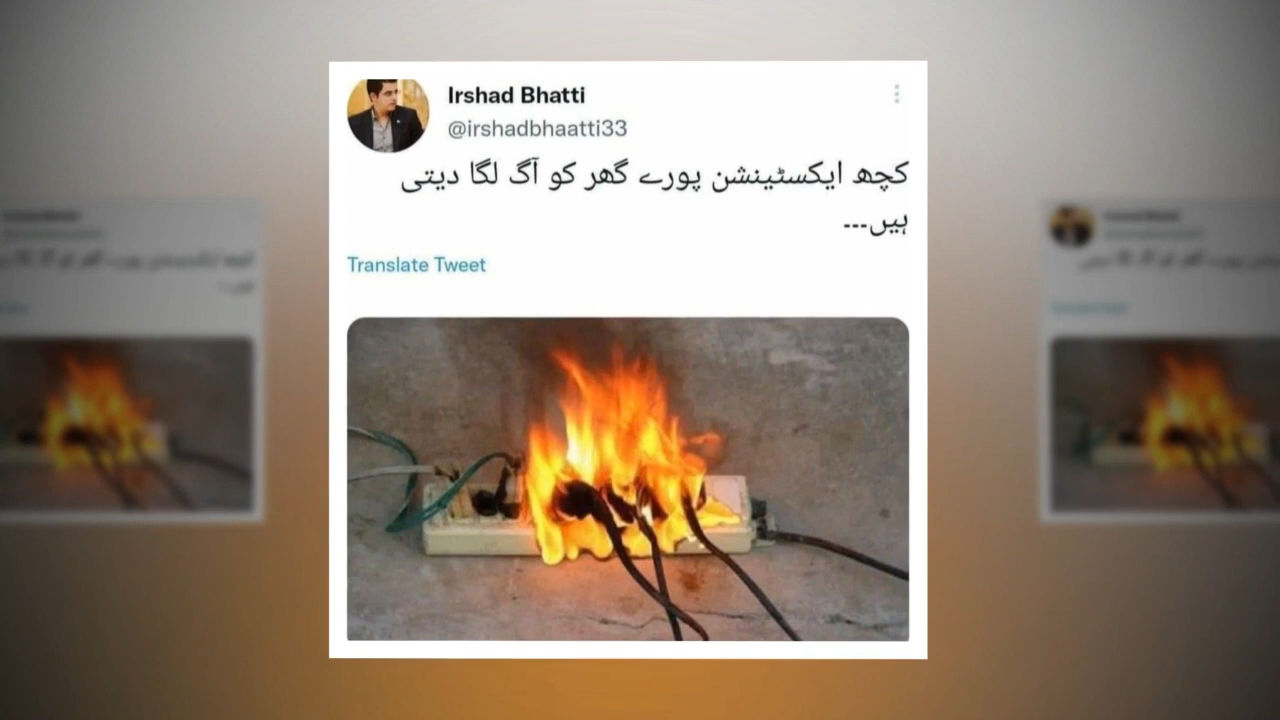 Irshad Bhatti
@irshadbhaatti33
کچھ ایکسٹینشن پورے گھر کو آگ لگا دیتی
ہیں---
Translate Tweet